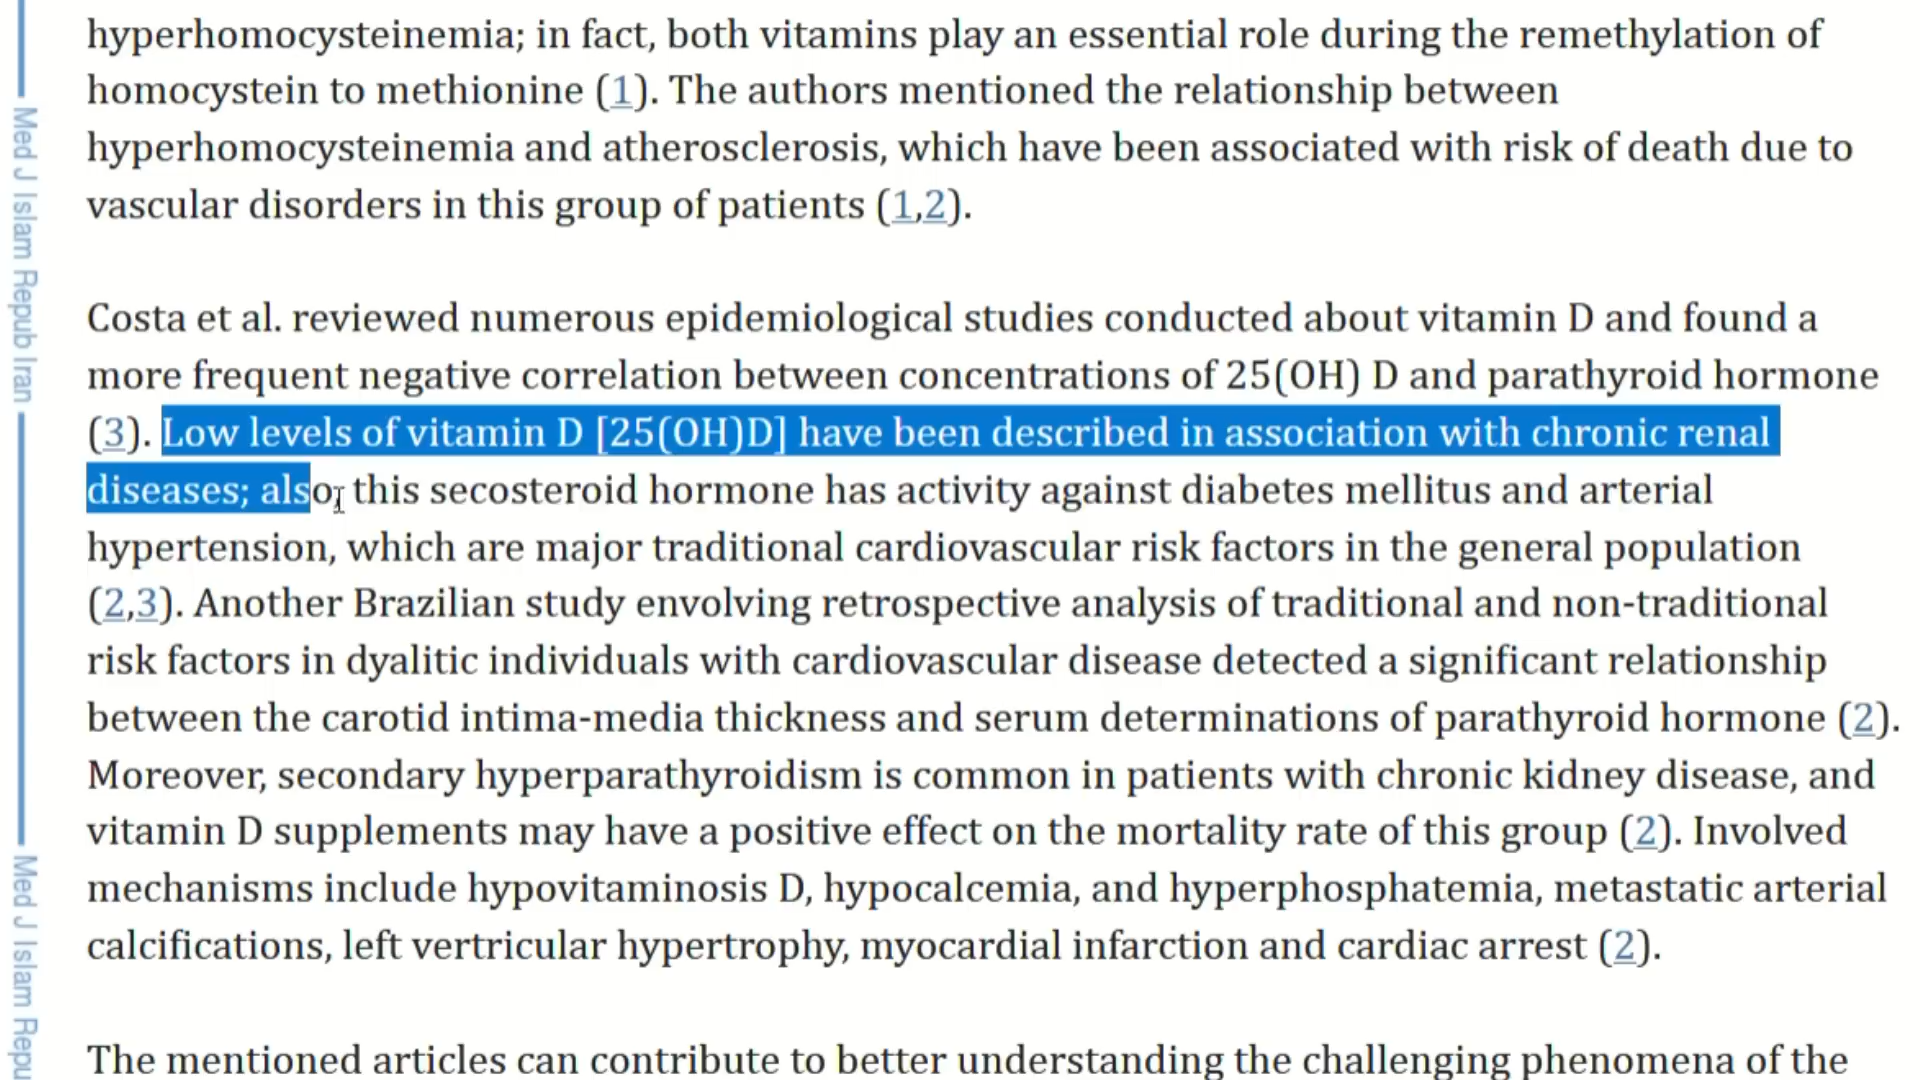 hyperhomocysteinemia; in fact, both vitamins play an essential role during the remethylation of
homocystein to methionine (1). The authors mentioned the relationship between
hyperhomocysteinemia and atherosclerosis, which have been associated with risk of death due to
vascular disorders in this group of patients (1,2).
Costa et al. reviewed numerous epidemiological studies conducted about vitamin D and found a
more frequent negative correlation between concentrations of 25(OH) D and parathyroid hormone
(3). Low levels of vitamin D [25(OH)D] have been described in association with chronic renal
diseases; also, this secosteroid hormone has activity against diabetes mellitus and arterial
hypertension, which are major traditional cardiovascular risk factors in the general population
(2,3). Another Brazilian study envolving retrospective analysis of traditional and non-traditional
risk factors in dyalitic individuals with cardiovascular disease detected a significant relationship
between the carotid intima-media thickness and serum determinations of parathyroid hormone (2).
Moreover, secondary hyperparathyroidism is common in patients with chronic kidney disease, and
vitamin D supplements may have a positive effect on the mortality rate of this group (2). Involved
mechanisms include hypovitaminosis D, hypocalcemia, and hyperphosphatemia, metastatic arterial
calcifications, left vertricular hypertrophy, myocardial infarction and cardiac arrest (2).
The mentioned articles can contribute to better understanding the challenging phenomena of the
Med J Islam Repub Iran
Med J Islam Repu